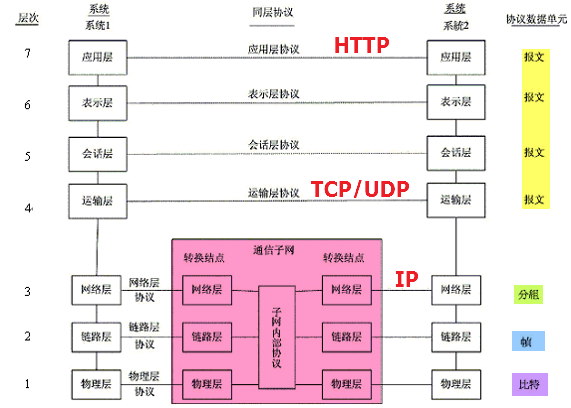 层次 系统 同层协议 系统 协议数据单元
系统1 系統2
7 应用层 应用层协议 HTTP 应用层 报文
6 表示层 表示层协议 表示层 报文
5 会话层 会话层协议 会话层 报文
4 运输层 运输层协议 TCP/UDP 运输层 报文
通信子网
转换结点 转换结点
3 网络层 网络层协议 网络层 网络层 IP 网络层 分組
子网内部协议
2 链路层 链路层协议 链路层 链路层 链路层 帧
1 物理层 物理层协议 物理层 物理层 物理层 比特